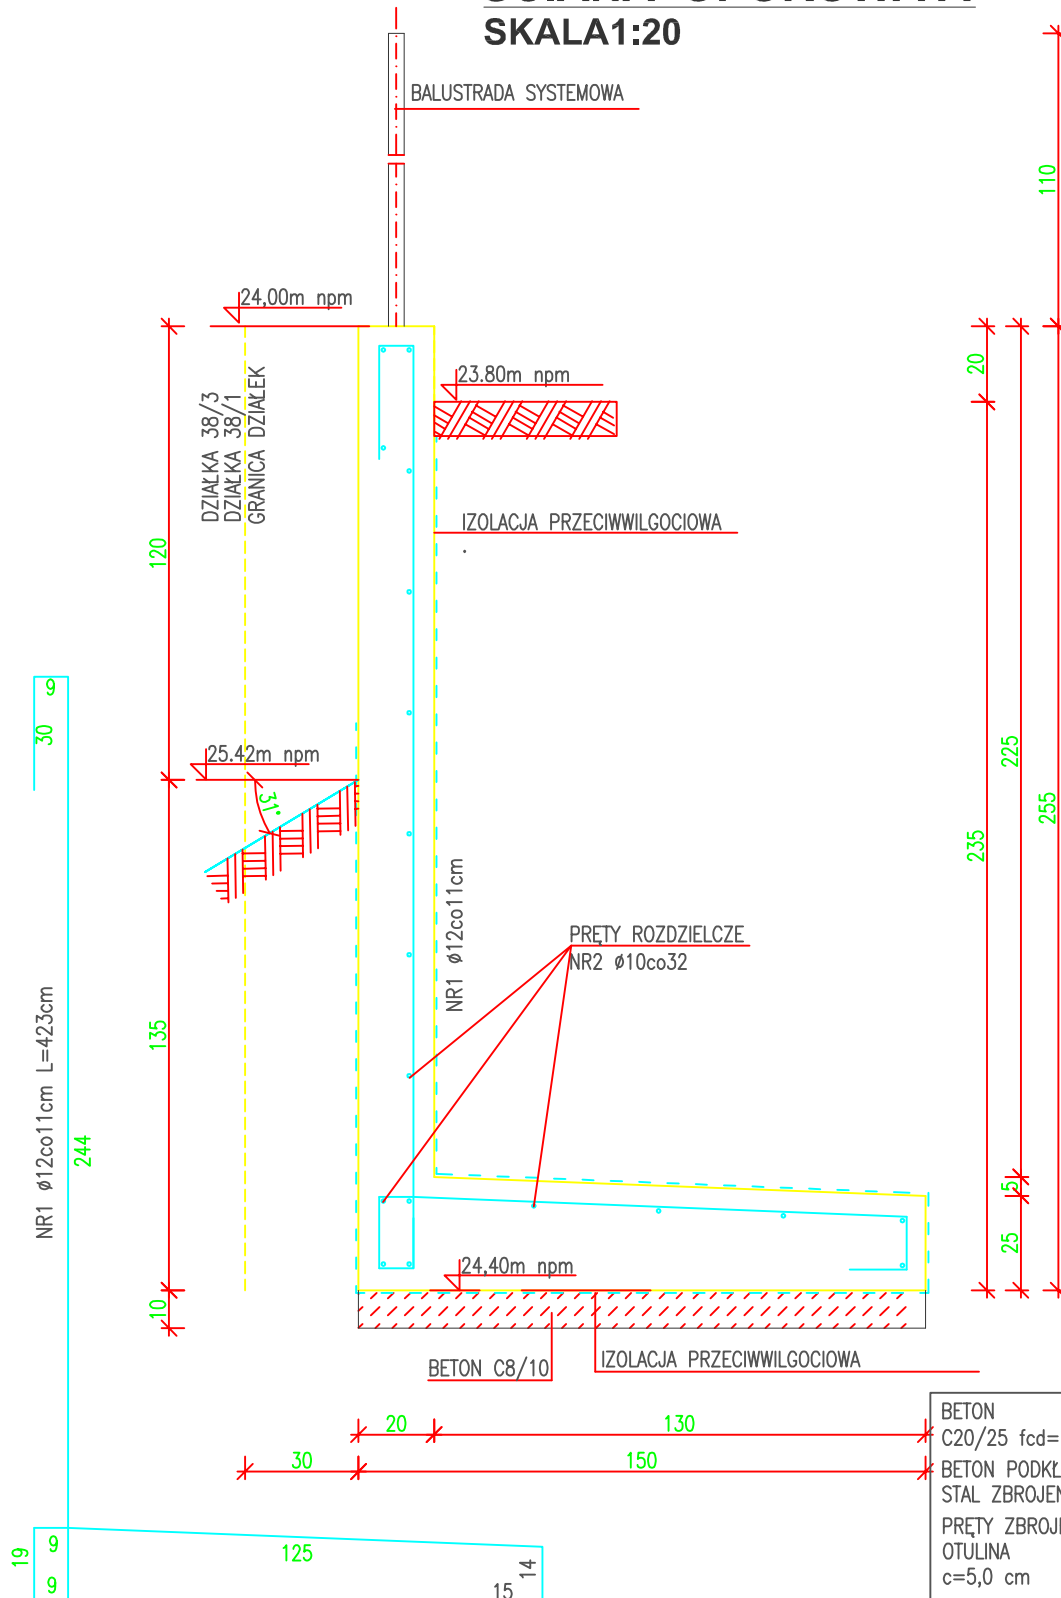 SKALA1:20
BALUSTRADA SYSTEMOWA
110
24,00m npm
23.80m npm
20
DZIAŁKA 38/3
DZIAŁKA 38/1
GRANICA DZIAŁEK
IZOLACJA PRZECIWWILGOCIOWA
120
9
30
25.42m npm
31°
225
255
235
NR1 ø12co11cm
PRĘTY ROZDZIELCZE
NR2 ø10co32
135
NR1 ø12co11cm L=423cm
244
5
25
24,40m npm
10
BETON C8/10
IZOLACJA PRZECIWWILGOCIOWA
20
130
30
150
BETON
C20/25 fcd=
BETON PODKŁ
STAL ZBROJEN
PRĘTY ZBROJE
OTULINA
c=5,0 cm
19
9
9
125
14
15